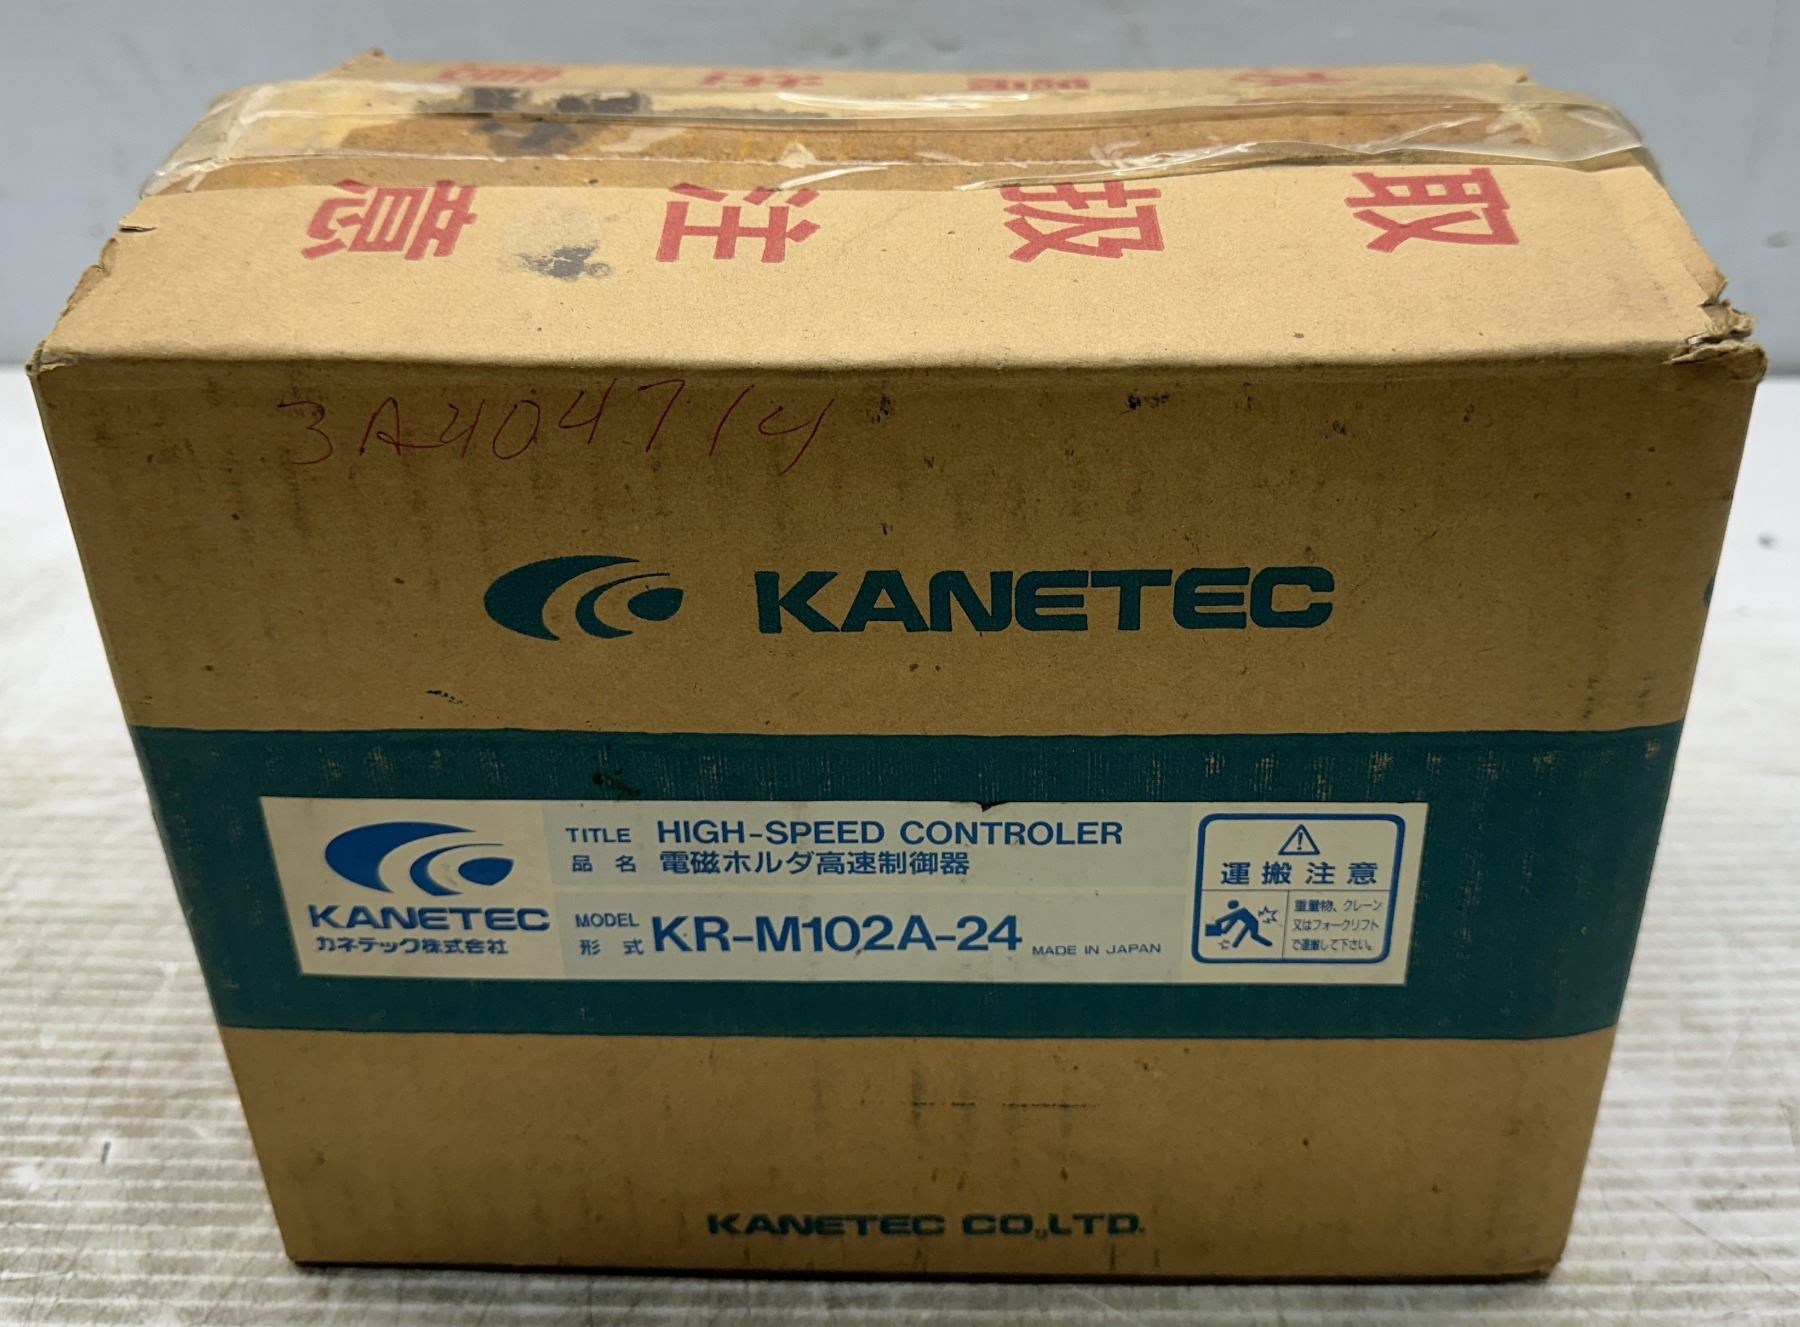 取扱注意
3A404714
KANETEC
TITLE HIGH-SPEED CONTROLER
品名 電磁ホルダ高速制御器
KANETEC
カネテック株式会社
MODEL
形式 KR-M102A-24 MADE IN JAPAN
運搬注意
重量物、クレーン
又はフォークリフト
で運搬して下さい。
KANETEC CO.,LTD.